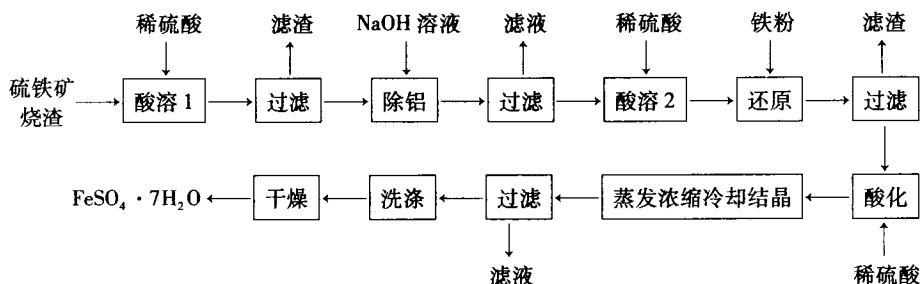 稀硫酸 滤渣 NaOH 溶液 滤液 稀硫酸 铁粉 滤渣
硫铁矿
烧渣
酸溶 1 过滤 除铝 过滤 酸溶 2 还原 过滤
FeSO₄·7H₂O 干燥 洗涤 过滤 蒸发浓缩冷却结晶 酸化
滤液 稀硫酸